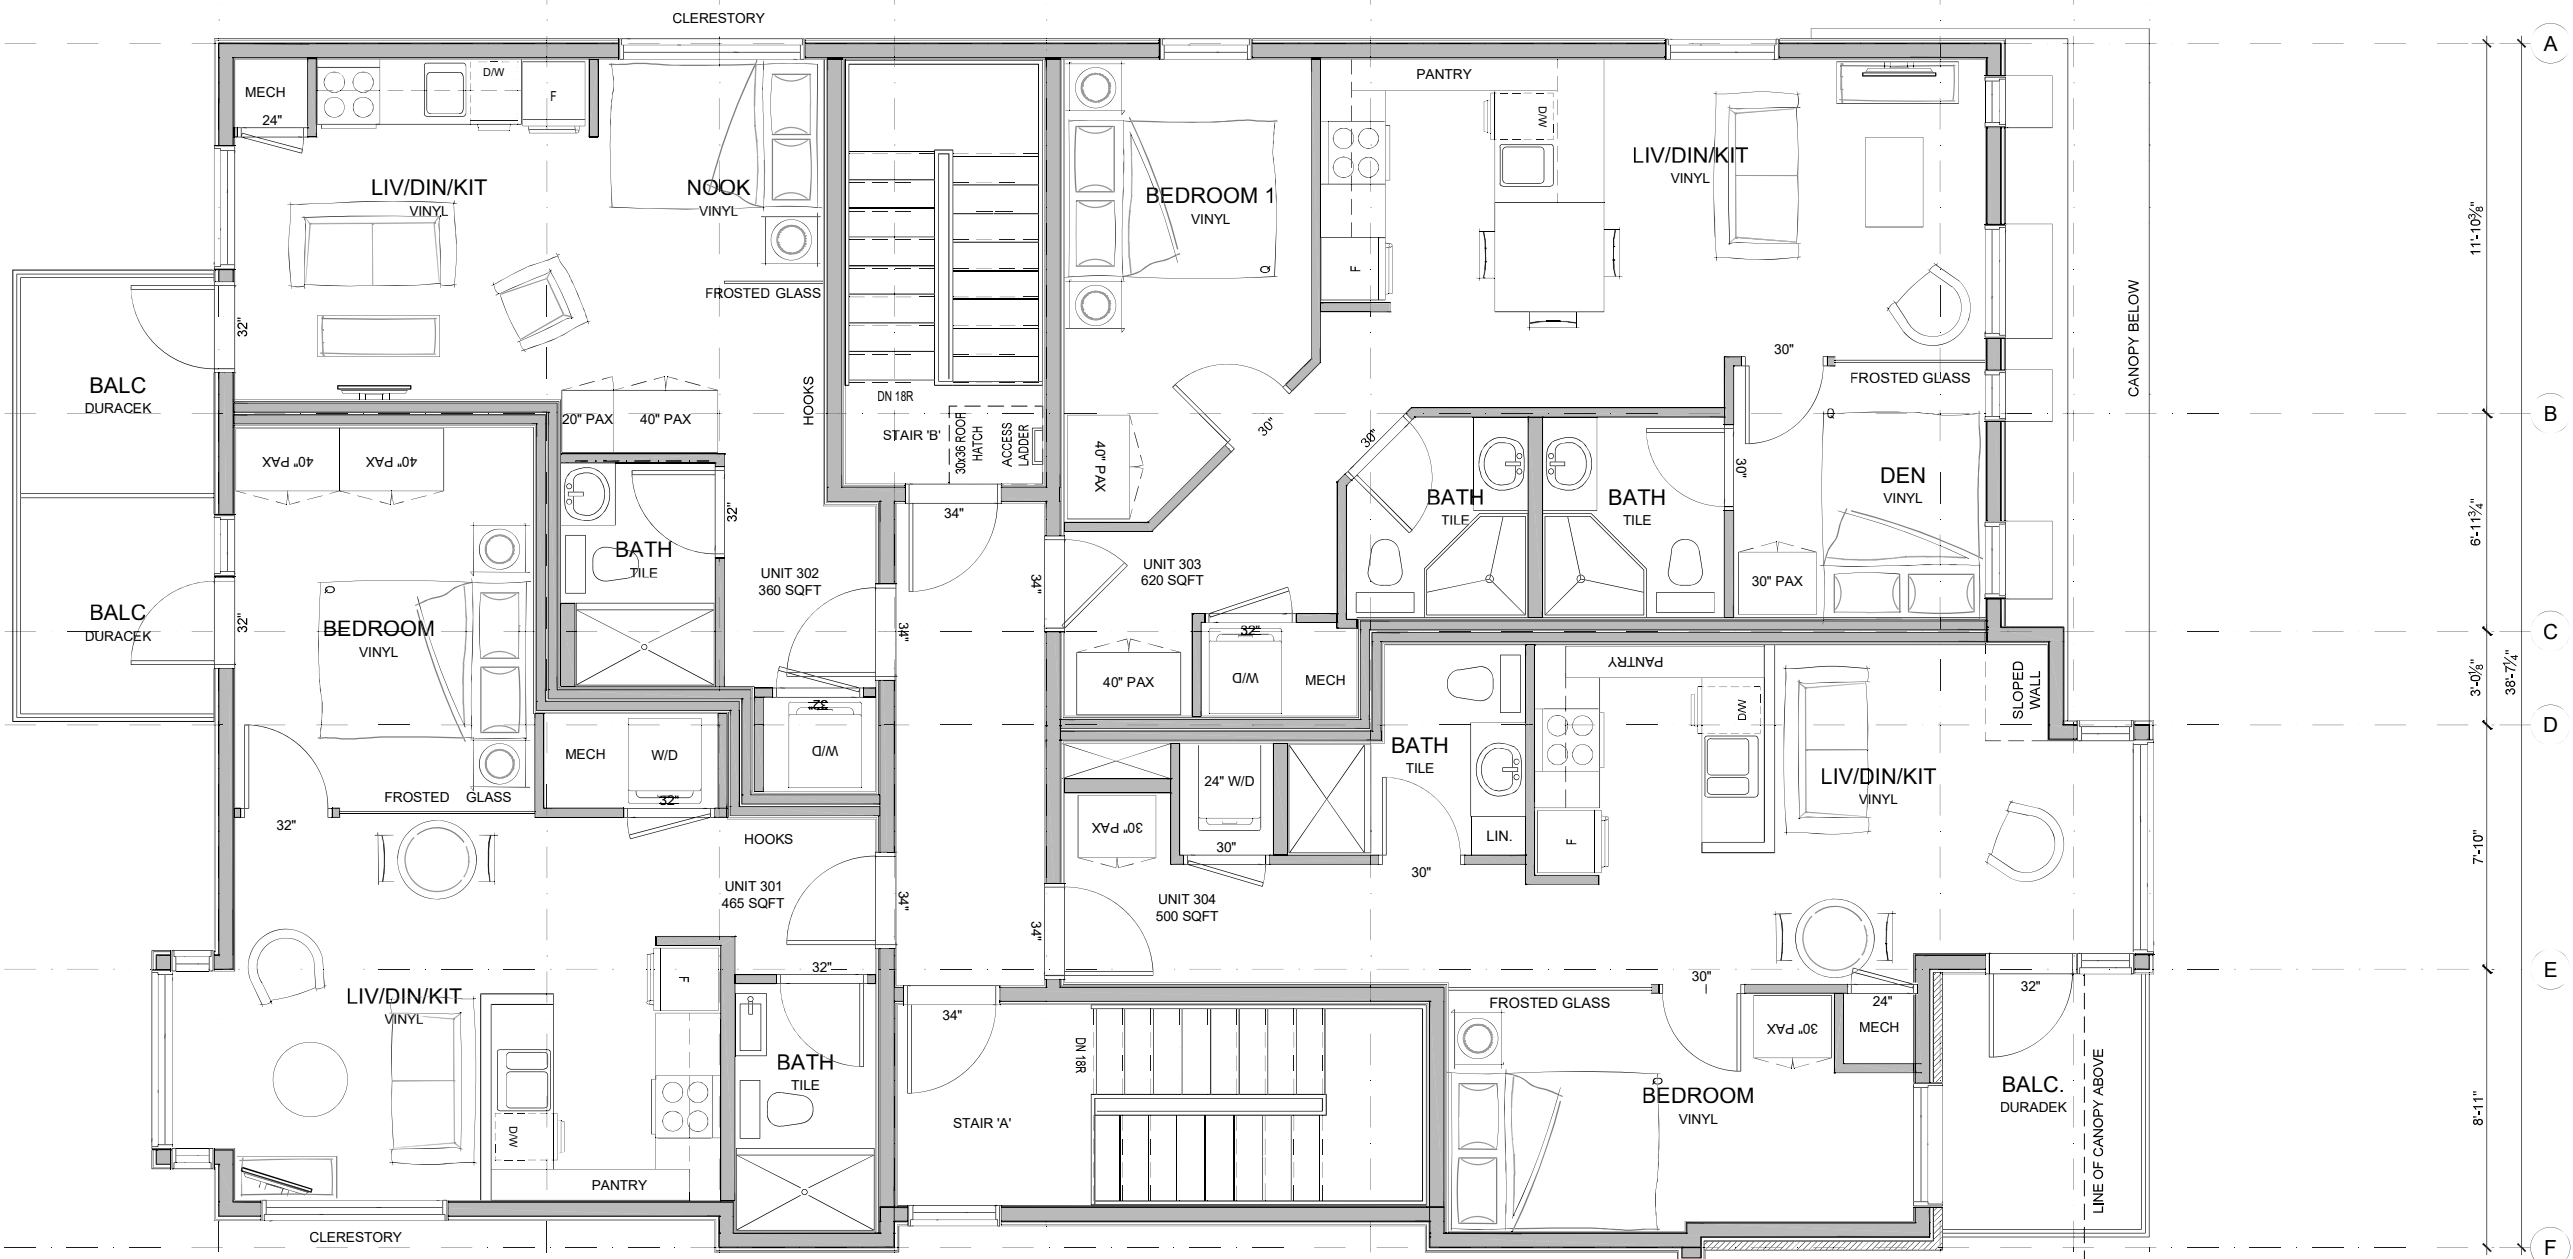 CLERESTORY
A
MECH
24"
D/W
F
LIV/DIN/KIT
VINYL
NOOK
VINYL
FROSTED GLASS
HOOKS
20" PAX
40" PAX
32"
BALC
DURACEK
BALC
DURACEK
32"
DN 18R
STAIR 'B'
30x36 ROOF
HATCH
ACCESS
LADDER
34"
BEDROOM 1
VINYL
Q
40" PAX
30"
PANTRY
D/W
F
LIV/DIN/KIT
VINYL
30"
FROSTED GLASS
CANOPY BELOW
11'-10⅜"
B
40" PAX
40" PAX
BATH
TILE
32"
UNIT 302
360 SQFT
34"
32"
W/D
34"
UNIT 303
620 SQFT
30"
BATH
TILE
BATH
TILE
30"
Q
DEN
VINYL
30" PAX
6'-11¾"
C
Q
BEDROOM
VINYL
FROSTED GLASS
32"
MECH
W/D
32"
40" PAX
32"
W/D
MECH
SLOPED
WALL
3'-0⅛"
38'-7¼"
D
30" PAX
24" W/D
30"
BATH
TILE
LIN.
30"
PANTRY
D/W
F
LIV/DIN/KIT
VINYL
7'-10"
HOOKS
UNIT 301
465 SQFT
34"
34"
UNIT 304
500 SQFT
E
32"
F
LIV/DIN/KIT
VINYL
D/W
PANTRY
BATH
TILE
34"
DN 18R
STAIR 'A'
30"
FROSTED GLASS
30" PAX
24"
MECH
Q
BEDROOM
VINYL
32"
BALC.
DURADEK
LINE OF CANOPY ABOVE
8'-11"
CLERESTORY
F